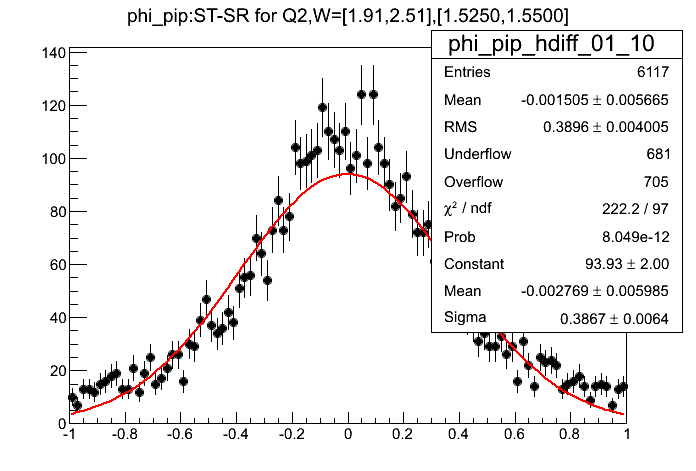 phi_pip:ST-SR for Q2,W=[1.91,2.51],[1.5250,1.5500]
phi_pip_hdiff_01_10
Entries 6117
Mean -0.001505 ± 0.005665
RMS 0.3896 ± 0.004005
Underflow 681
Overflow 705
χ² / ndf 222.2 / 97
Prob 8.049e-12
Constant 93.93 ± 2.00
Mean -0.002769 ± 0.005985
Sigma 0.3867 ± 0.0064
140
120
100
80
60
40
20
0
-1 -0.8 -0.6 -0.4 -0.2 0 0.2 0.4 0.6 0.8 1